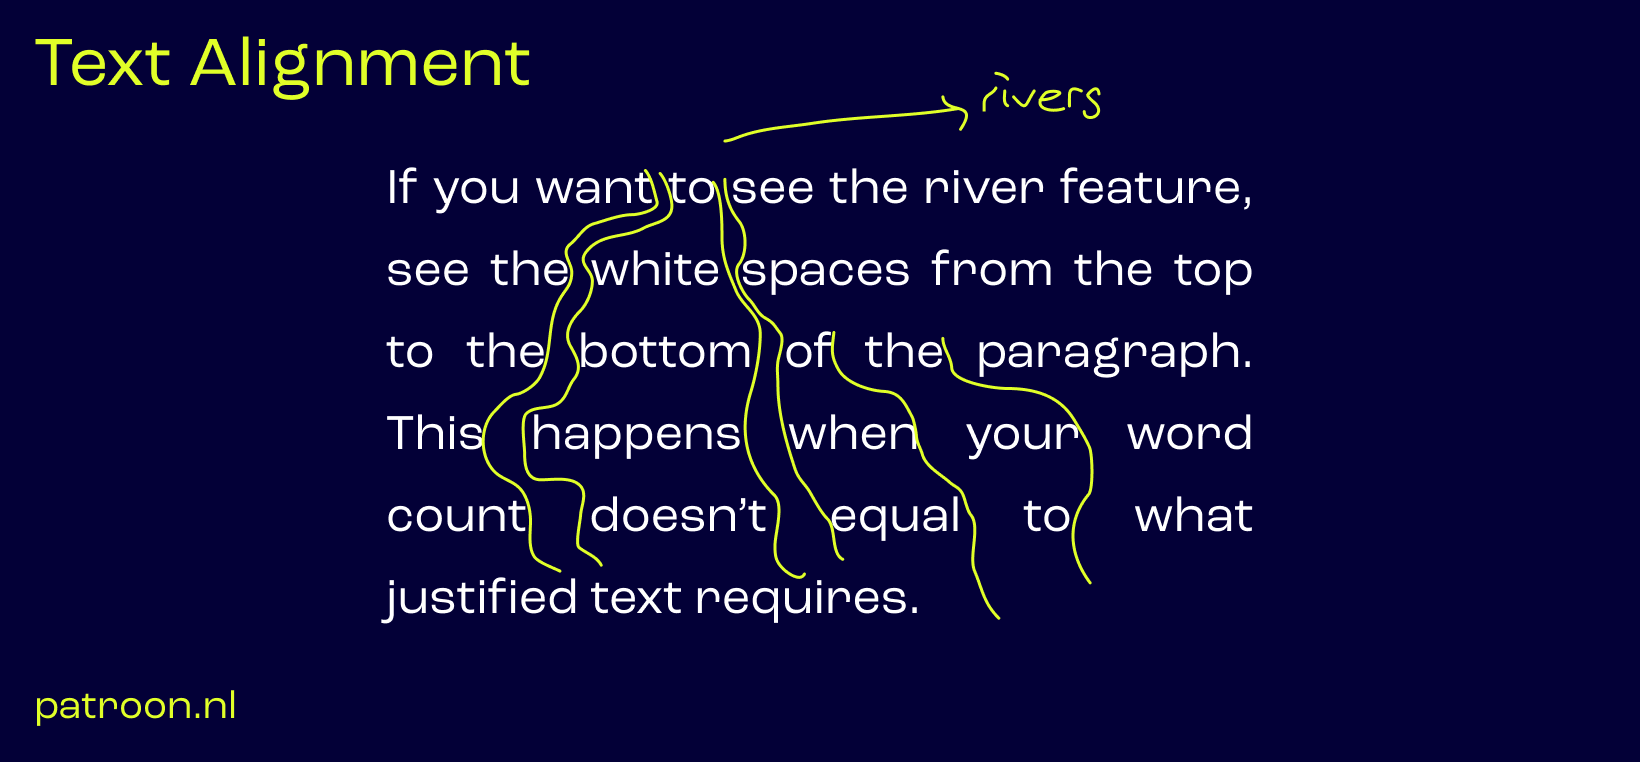 Text Alignment
rivers
If you want to see the river feature,
see the white spaces from the top
to the bottom of the paragraph.
This happens when your word
count doesn’t equal to what
justified text requires.
patroon.nl